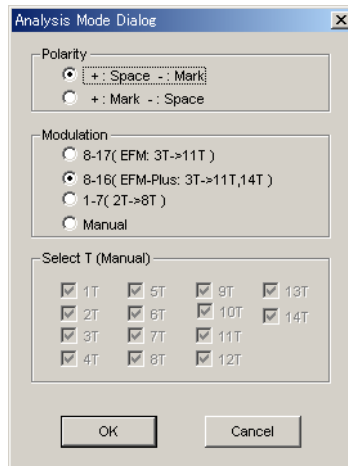 Analysis Mode Dialog
Polarity
+ : Space - : Mark
+ : Mark - : Space
Modulation
8-17( EFM: 3T->11T )
8-16( EFM-Plus: 3T->11T,14T )
1-7( 2T->8T )
Manual
Select T (Manual)
1T 5T 9T 13T
2T 6T 10T 14T
3T 7T 11T
4T 8T 12T
OK Cancel